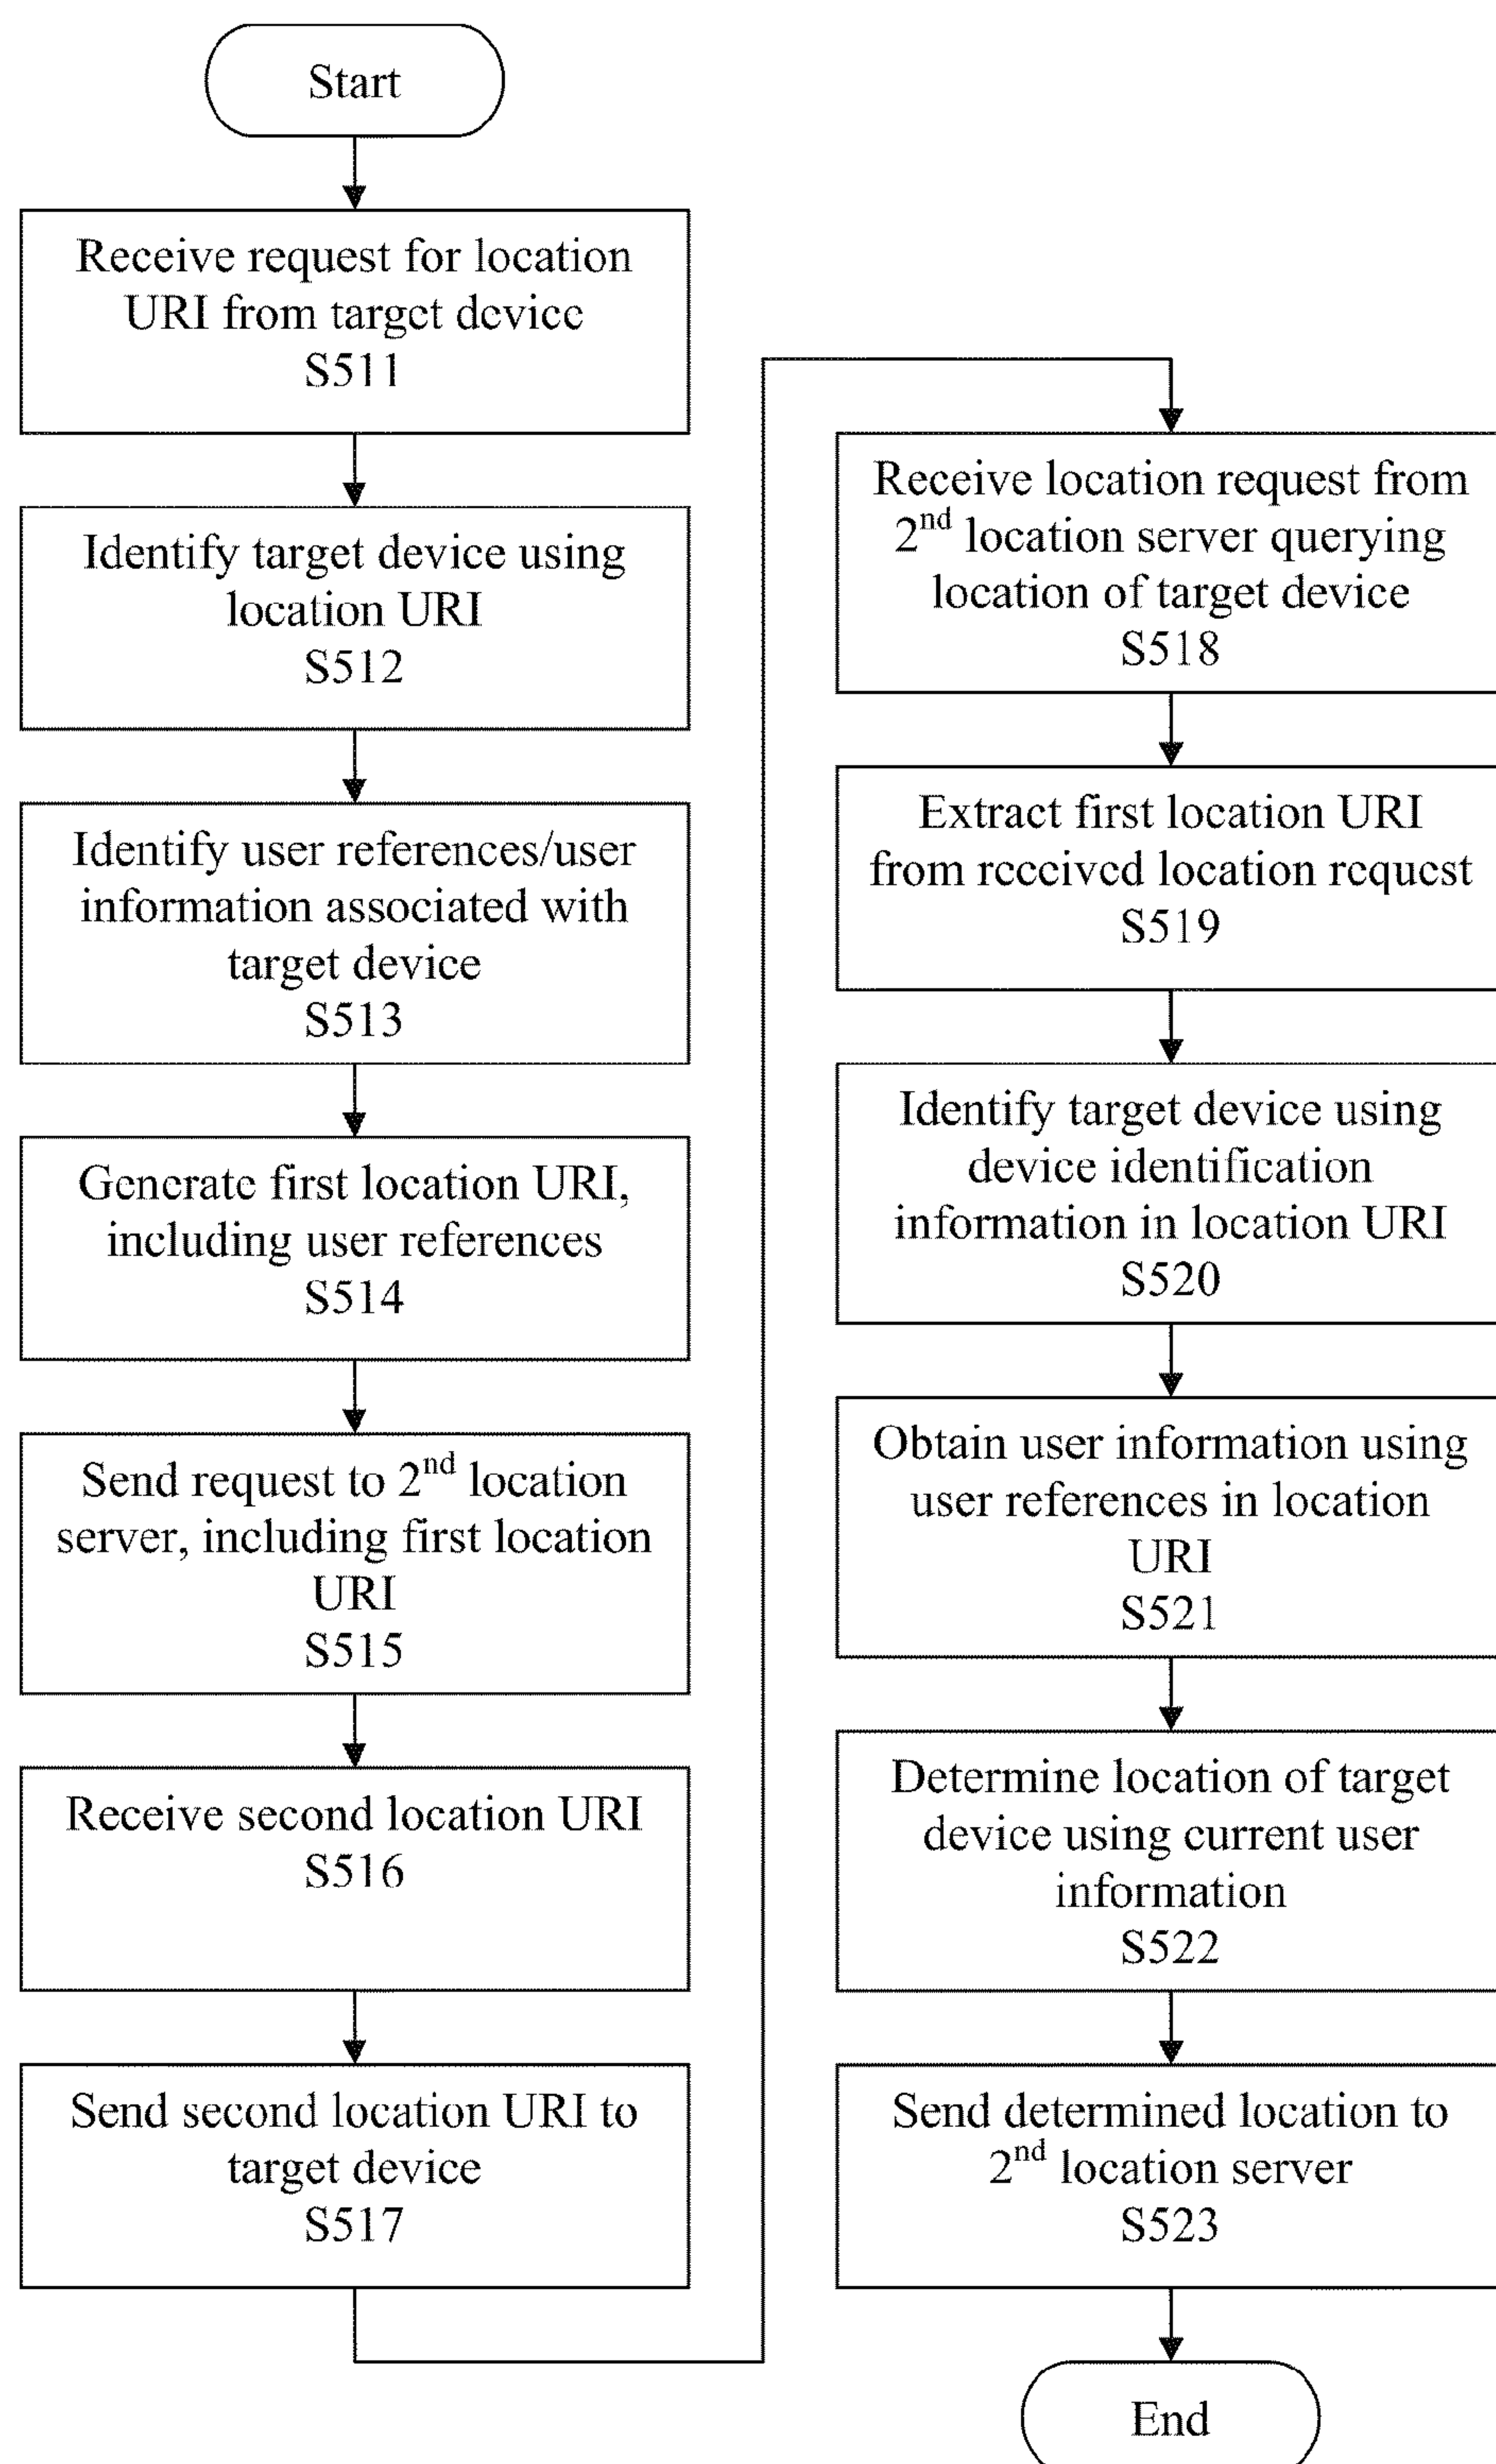 Start
Receive request for location
URI from target device
S511
Identify target device using
location URI
S512
Identify user references/user
information associated with
target device
S513
Generate first location URI,
including user references
S514
Send request to 2nd location
server, including first location
URI
S515
Receive second location URI
S516
Send second location URI to
target device
S517
Receive location request from
2nd location server querying
location of target device
S518
Extract first location URI
from received location request
S519
Identify target device using
device identification
information in location URI
S520
Obtain user information using
user references in location
URI
S521
Determine location of target
device using current user
information
S522
Send determined location to
2nd location server
S523
End